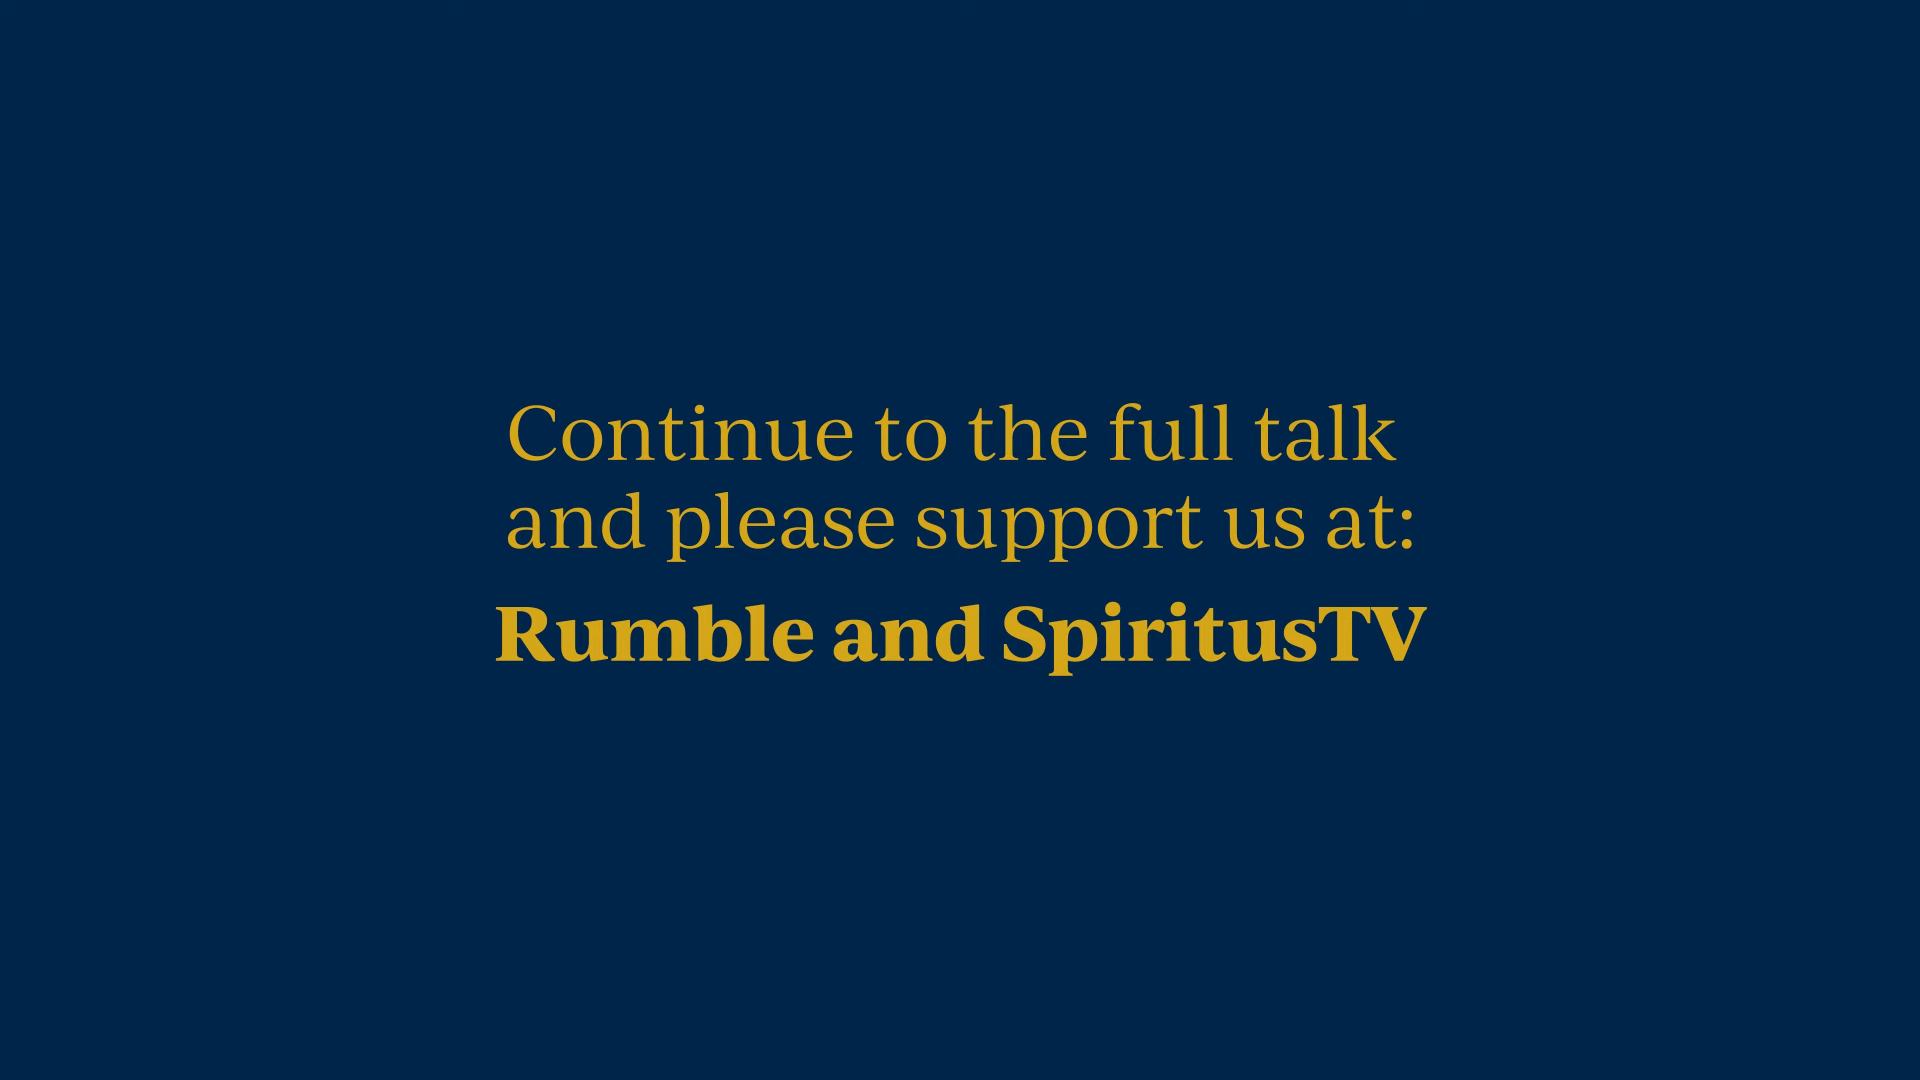 Continue to the full talk
and please support us at:
Rumble and SpiritusTV